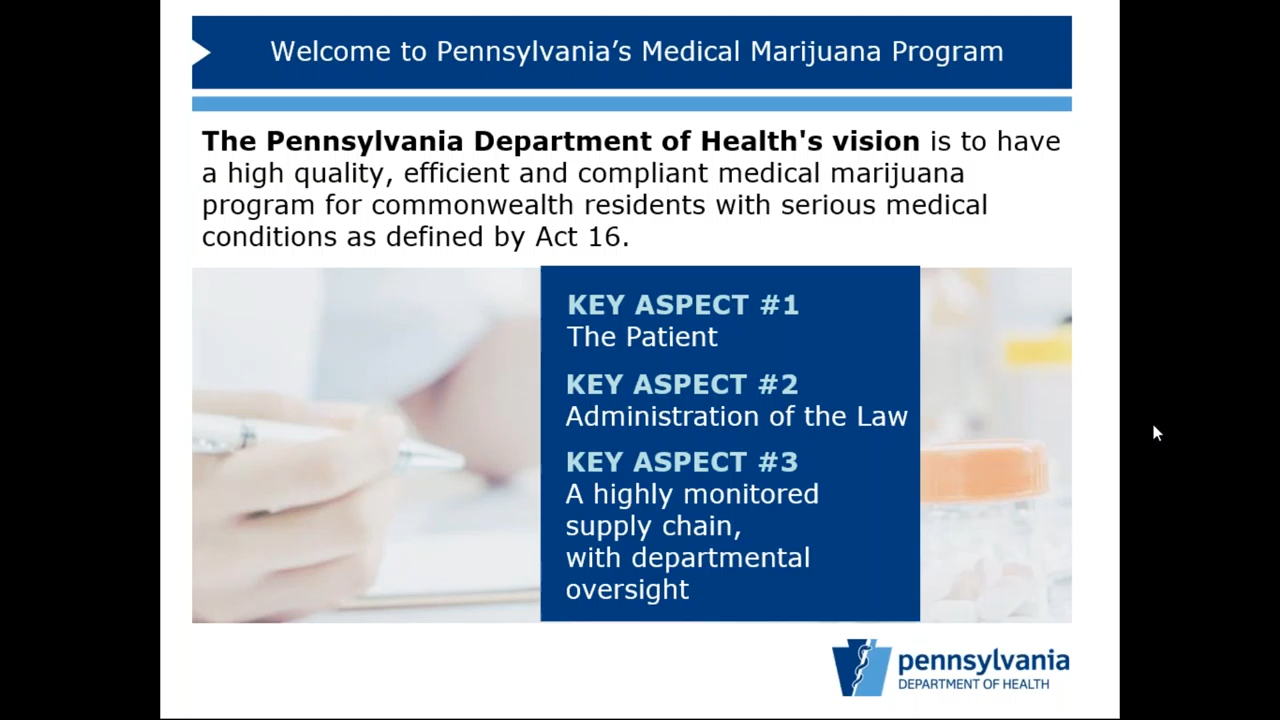 Welcome to Pennsylvania’s Medical Marijuana Program
The Pennsylvania Department of Health's vision is to have
a high quality, efficient and compliant medical marijuana
program for commonwealth residents with serious medical
conditions as defined by Act 16.
KEY ASPECT #1
The Patient
KEY ASPECT #2
Administration of the Law
KEY ASPECT #3
A highly monitored
supply chain,
with departmental
oversight
pennsylvania
DEPARTMENT OF HEALTH